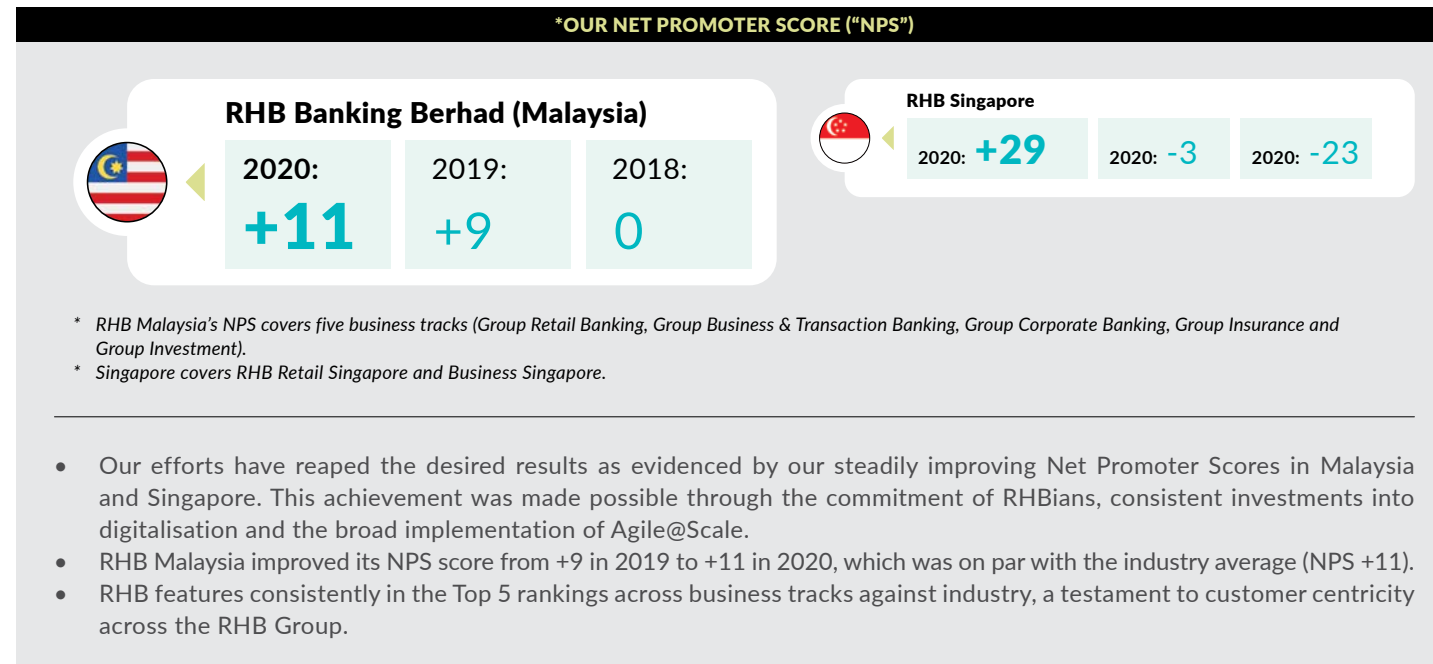 *OUR NET PROMOTER SCORE (“NPS”)
RHB Banking Berhad (Malaysia)
2020:
+11
2019:
+9
2018:
0
RHB Singapore
2020: +29
2020: -3
2020: -23
* RHB Malaysia’s NPS covers five business tracks (Group Retail Banking, Group Business & Transaction Banking, Group Corporate Banking, Group Insurance and
Group Investment).
* Singapore covers RHB Retail Singapore and Business Singapore.
• Our efforts have reaped the desired results as evidenced by our steadily improving Net Promoter Scores in Malaysia
and Singapore. This achievement was made possible through the commitment of RHBians, consistent investments into
digitalisation and the broad implementation of Agile@Scale.
• RHB Malaysia improved its NPS score from +9 in 2019 to +11 in 2020, which was on par with the industry average (NPS +11).
• RHB features consistently in the Top 5 rankings across business tracks against industry, a testament to customer centricity
across the RHB Group.